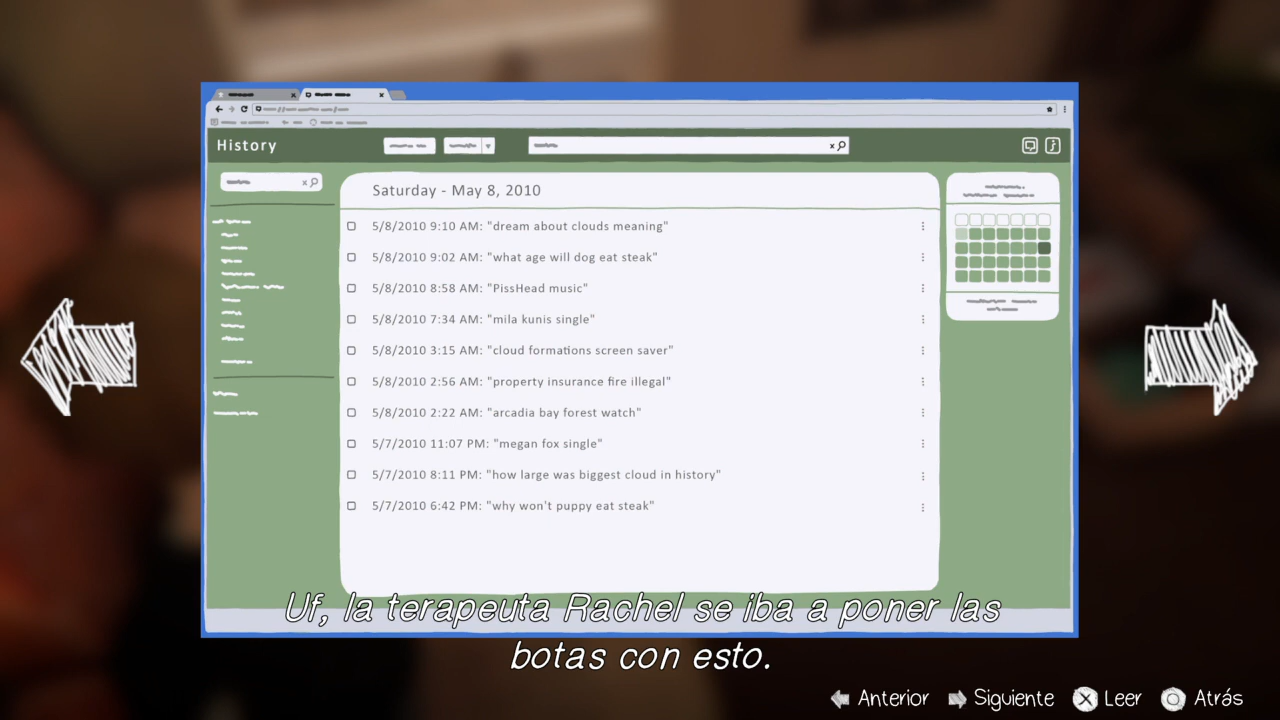 History
Saturday - May 8, 2010
5/8/2010 9:10 AM: "dream about clouds meaning"
5/8/2010 9:02 AM: "what age will dog eat steak"
5/8/2010 8:58 AM: "PissHead music"
5/8/2010 7:34 AM: "mila kunis single"
5/8/2010 3:15 AM: "cloud formations screen saver"
5/8/2010 2:56 AM: "property insurance fire illegal"
5/8/2010 2:22 AM: "arcadia bay forest watch"
5/7/2010 11:07 PM: "megan fox single"
5/7/2010 8:11 PM: "how large was biggest cloud in history"
5/7/2010 6:42 PM: "why won't puppy eat steak"
Uf, la terapeuta Rachel se iba a poner las
botas con esto.
Anterior Siguiente Leer Atrás